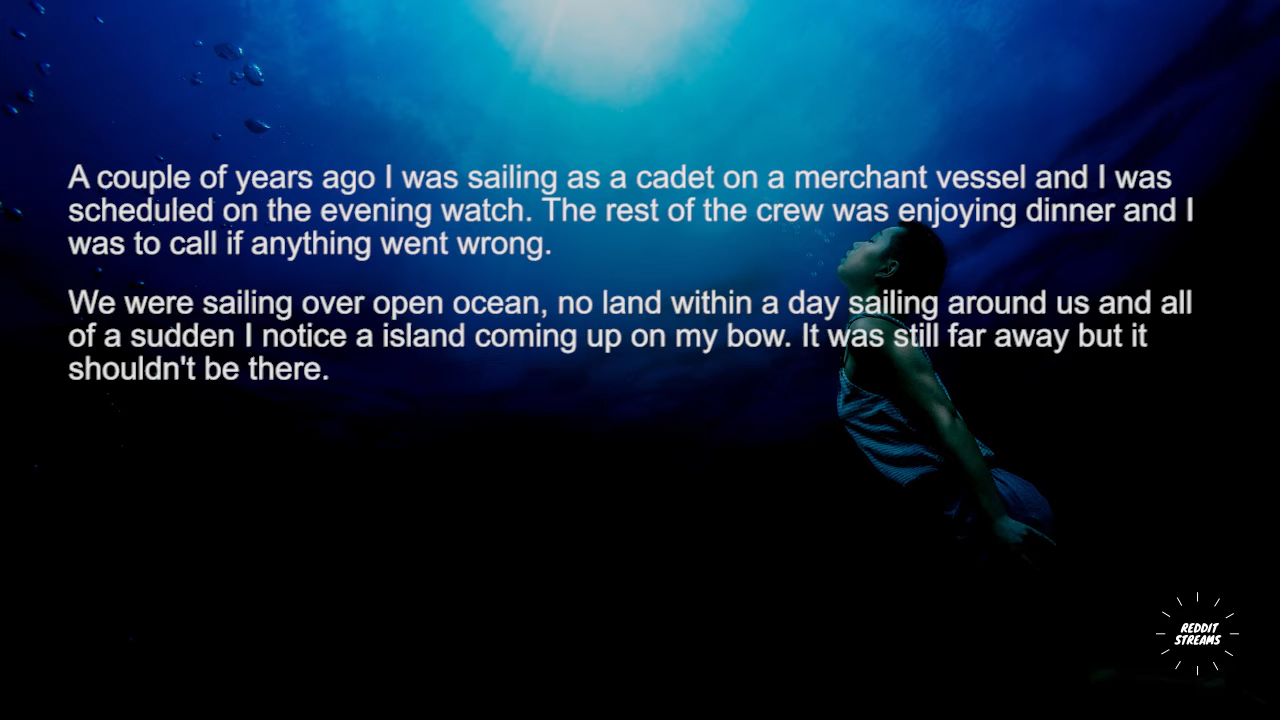 A couple of years ago I was sailing as a cadet on a merchant vessel and I was
scheduled on the evening watch. The rest of the crew was enjoying dinner and I
was to call if anything went wrong.
We were sailing over open ocean, no land within a day sailing around us and all
of a sudden I notice a island coming up on my bow. It was still far away but it
shouldn't be there.
REDDIT
STREAMS